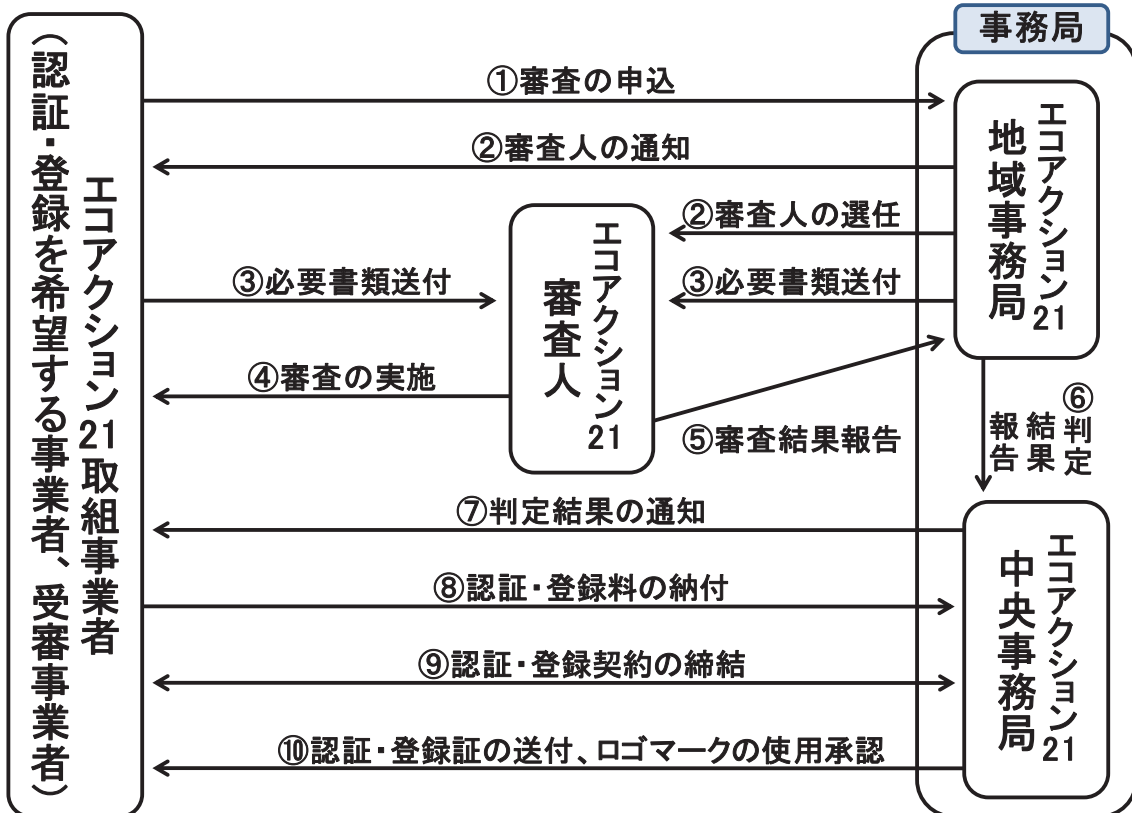 事務局
①審査の申込
②審査人の通知
②審査人の選任
③必要書類送付
③必要書類送付
④審査の実施
⑤審査結果報告
⑥判定
結果
報告
⑦判定結果の通知
⑧認証・登録料の納付
⑨認証・登録契約の締結
⑩認証・登録証の送付、ロゴマークの使用承認
エコアクション21
地域事務局
エコアクション21
審査人
エコアクション21
中央事務局
エコアクション21取組事業者
（認証・登録を希望する事業者、受審事業者）